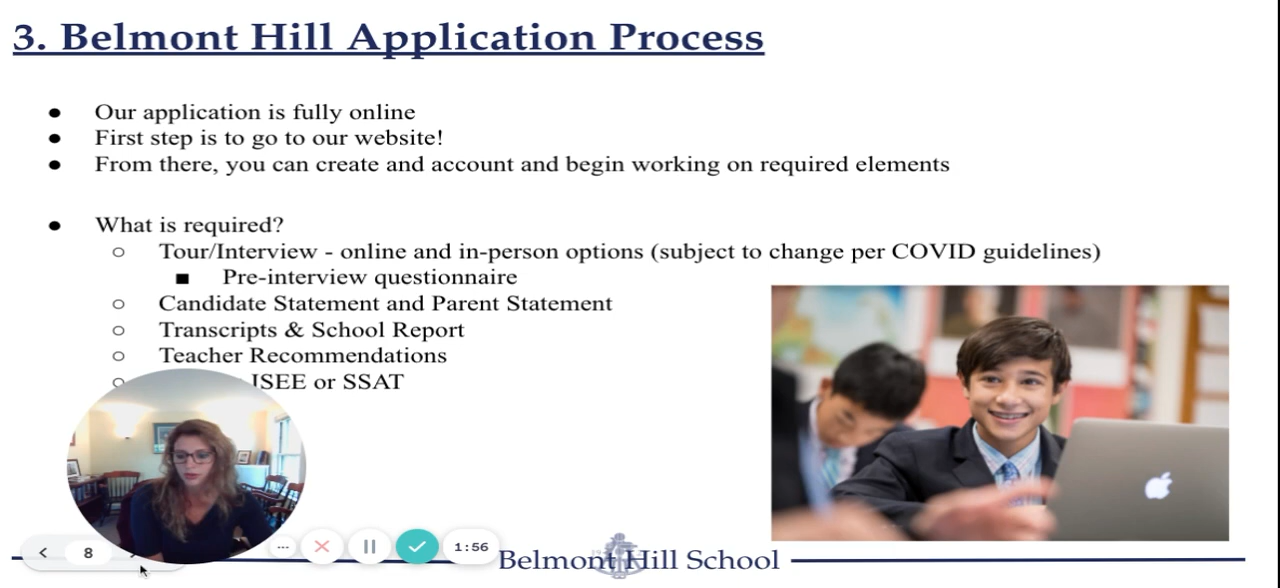 3. Belmont Hill Application Process
● Our application is fully online
● First step is to go to our website!
● From there, you can create and account and begin working on required elements
● What is required?
○ Tour/Interview - online and in-person options (subject to change per COVID guidelines)
■ Pre-interview questionnaire
○ Candidate Statement and Parent Statement
○ Transcripts & School Report
○ Teacher Recommendations
○ ISEE or SSAT
8
1:56
Belmont Hill School